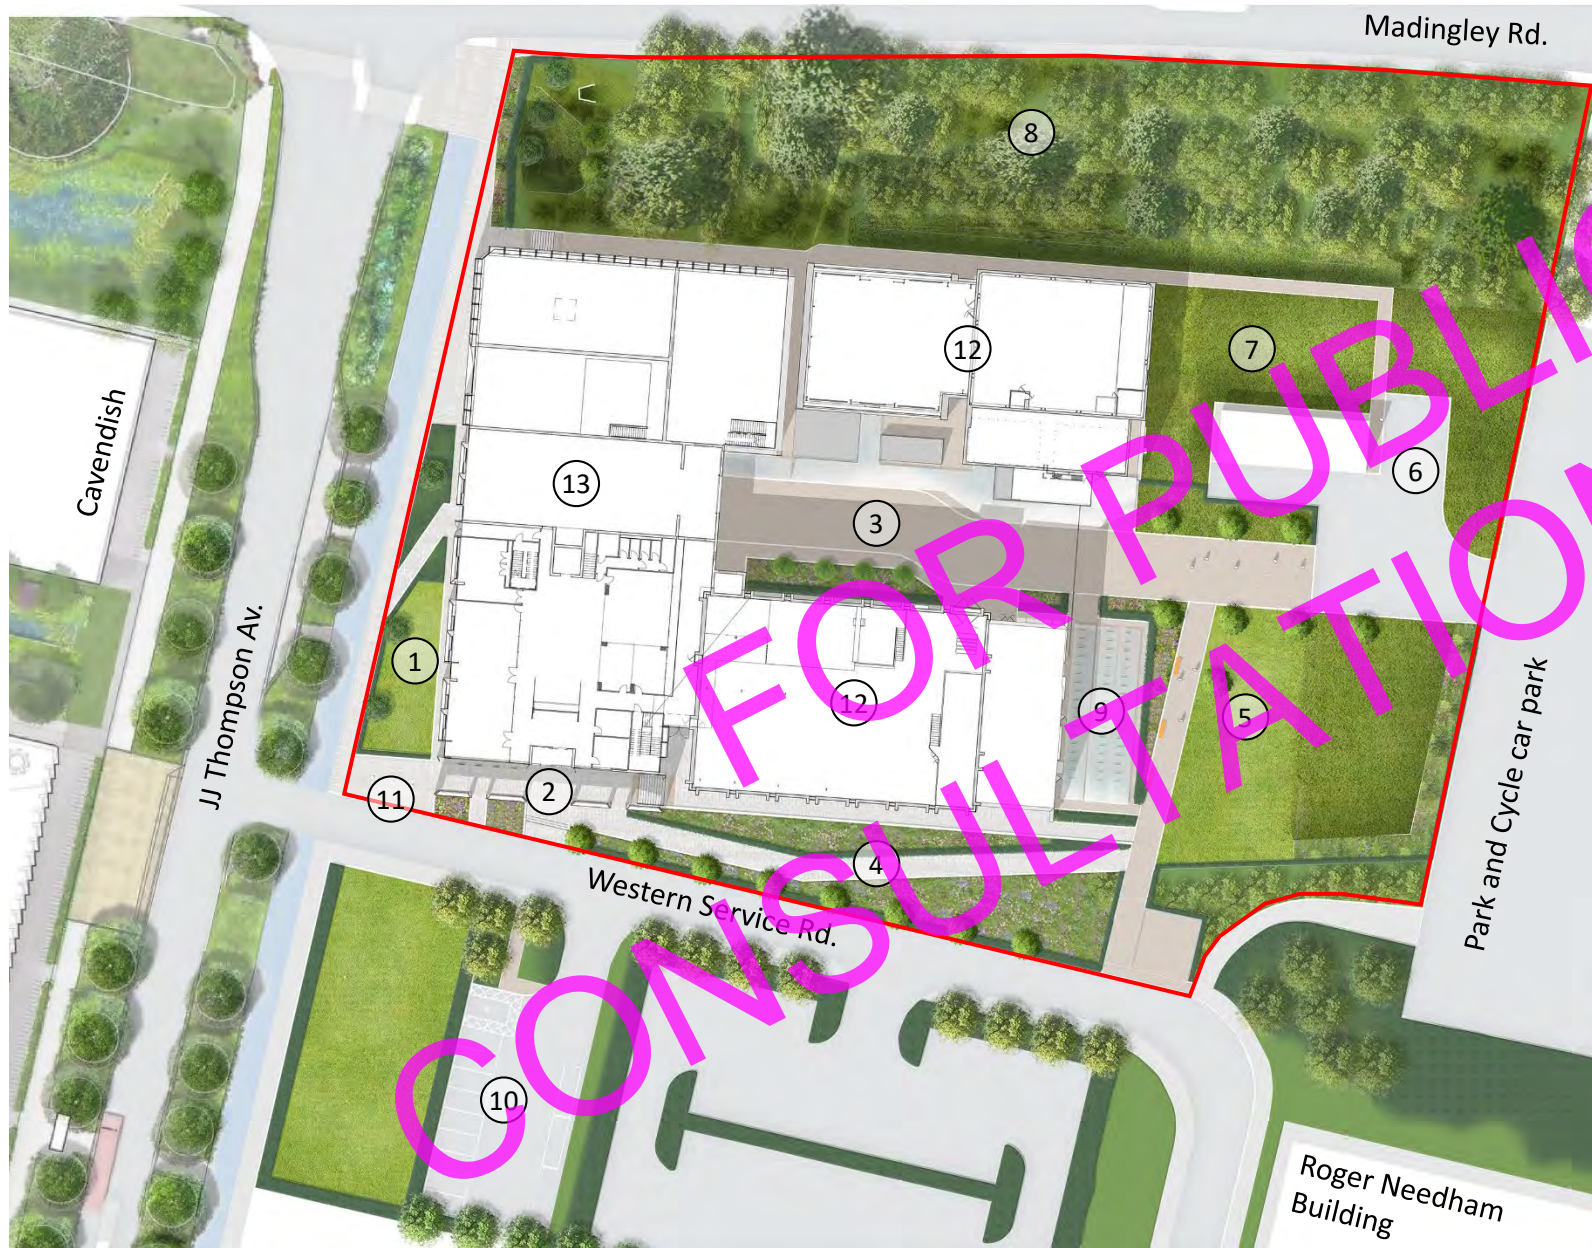 Madingley Rd.
8
12
7
Cavendish
13
6
3
1
12
9
5
JJ Thompson Av.
2
11
4
Western Service Rd.
Park and Cycle car park
10
Roger Needham
Building
FOR PUBLIC
CONSULTATION